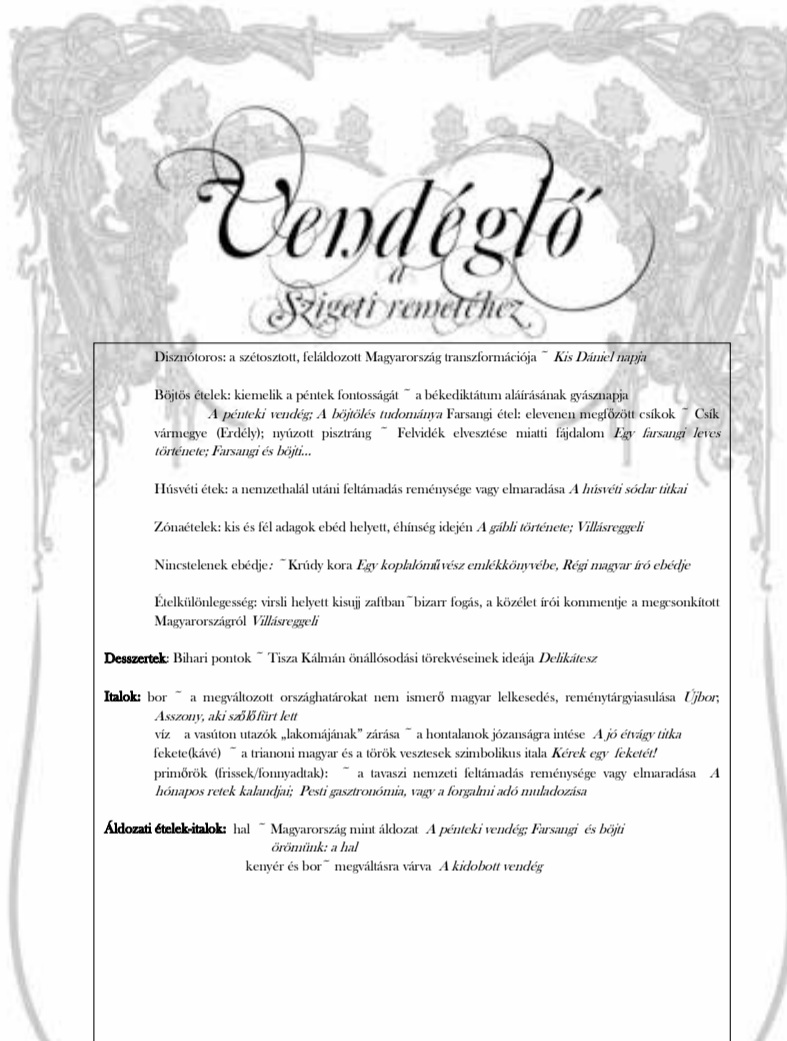 Vendéglő
a
Szigeti remetéhez
Disznótoros: a szétosztott, feláldozott Magyarország transzformációja ~ Kis Dániel napja
Böjtös ételek: kiemelik a péntek fontosságát ~ a békediktátum aláírásának gyásznapja
A pénteki vendég; A böjtölés tudománya Farsangi étel: elevenen megfőzött csíkok ~ Csík
vármegye (Erdély); nyúzott pisztráng ~ Felvidék elvesztése miatti fájdalom Egy farsangi leves
története; Farsangi és böjti...
Húsvéti étek: a nemzethalál utáni feltámadás reménysége vagy elmaradása A húsvéti sódar titkai
Zónaételek: kis és fél adagok ebéd helyett, éhínség idején A gábli története; Villásreggeli
Nincstelenek ebédje: ~Krúdy kora Egy koplalóművész emlékkönyvébe, Régi magyar író ebédje
Ételkülönlegesség: virsli helyett kisujj zaftban~bizarr fogás, a közélet írói kommentje a megcsonkított
Magyarországról Villásreggeli
Desszertek: Bihari pontok ~ Tisza Kálmán önállósodási törekvéseinek ideája Delikátesz
Italok: bor ~ a megváltozott országhatárokat nem ismerő magyar lelkesedés, reménytárgyiasulása Újbor;
Asszony, aki szőlőfürt lett
víz a vasúton utazók „lakomájának” zárása ~ a hontalanok józanságra intése A jó étvágy titka
fekete(kávé) ~ a trianoni magyar és a török vesztesek szimbolikus itala Kérek egy feketét!
primőrök (frissek/fonnyadtak): ~ a tavaszi nemzeti feltámadás reménysége vagy elmaradása A
hónapos retek kalandjai; Pesti gasztronómia, vagy a forgalmi adó muladozása
Áldozati ételek-italok: hal ~ Magyarország mint áldozat A pénteki vendég; Farsangi és böjti
örömünk: a hal
kenyér és bor~ megváltásra várva A kidobott vendég